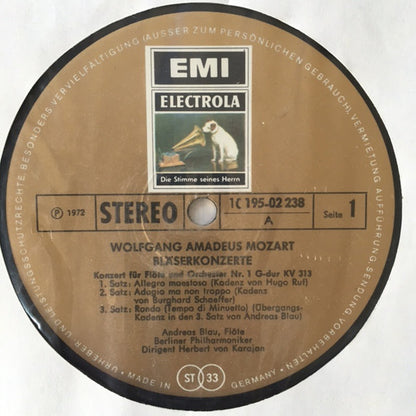 URHEBER- UND LEISTUNGSSCHUTZRECHTE, BESONDERS VERVIELFÄLTIGUNG (AUSSER ZUM PERSÖNLICHEN GEBRAUCH), VERMIETUNG, AUFFÜHRUNG, SENDUNG, VORBEHALTEN ·
EMI
ELECTROLA
Die Stimme seines Herrn
℗ 1972
STEREO
1C 195-02 238
A
Seite 1
WOLFGANG AMADEUS MOZART
BLÄSERKONZERTE
Konzert für Flöte und Orchester Nr. 1 G-dur KV 313
1. Satz: Allegro maestoso (Kadenz von Hugo Ruf)
2. Satz: Adagio ma non troppo (Kadenz
von Burghard Schaeffer)
3. Satz: Rondo (Tempo di Minuetto) (Übergangs-
Kadenz in den 3. Satz von Andreas Blau)
Andreas Blau, Flöte
Berliner Philharmoniker
Dirigent Herbert von Karajan
MADE IN
ST 33
GERMANY ·